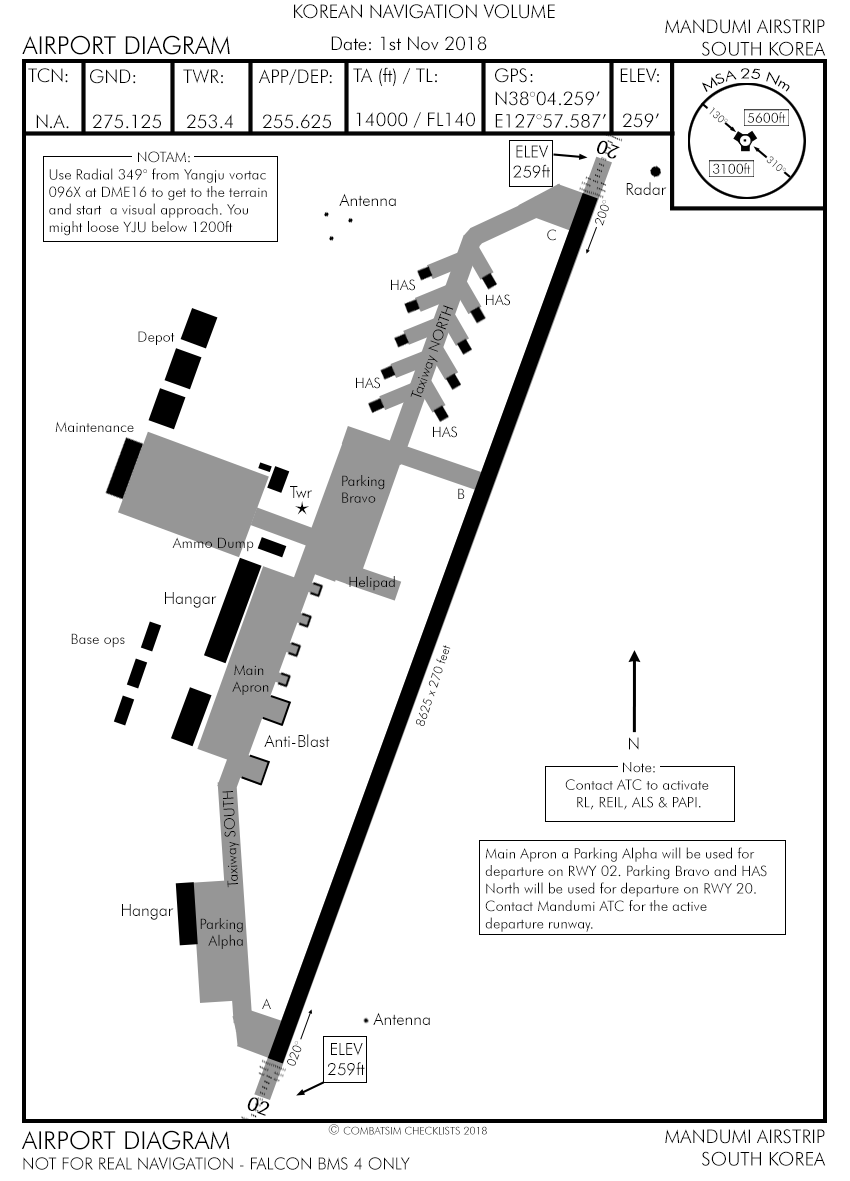 KOREAN NAVIGATION VOLUME
AIRPORT DIAGRAM
Date: 1st Nov 2018
MANDUMI AIRSTRIP
SOUTH KOREA
TCN:
N.A.
GND:
275.125
TWR:
253.4
APP/DEP:
255.625
TA (ft) / TL:
14000 / FL140
GPS:
N38°04.259'
E127°57.587'
ELEV:
259'
MSA 25 Nm
130°
5600ft
3100ft
310°
NOTAM:
Use Radial 349° from Yangju vortac
096X at DME16 to get to the terrain
and start a visual approach. You
might loose YJU below 1200ft
ELEV
259ft
20
Radar
200°
Antenna
C
HAS
HAS
Taxiway NORTH
HAS
HAS
Depot
Maintenance
Parking
Bravo
B
Twr
Ammo Dump
Helipad
Hangar
Base ops
Main
Apron
8625 x 270 feet
Anti-Blast
N
Note:
Contact ATC to activate
RL, REIL, ALS & PAPI.
Taxiway SOUTH
Main Apron a Parking Alpha will be used for
departure on RWY 02. Parking Bravo and HAS
North will be used for departure on RWY 20.
Contact Mandumi ATC for the active
departure runway.
Hangar
Parking
Alpha
A
Antenna
020°
ELEV
259ft
02
© COMBATSIM CHECKLISTS 2018
AIRPORT DIAGRAM
NOT FOR REAL NAVIGATION - FALCON BMS 4 ONLY
MANDUMI AIRSTRIP
SOUTH KOREA